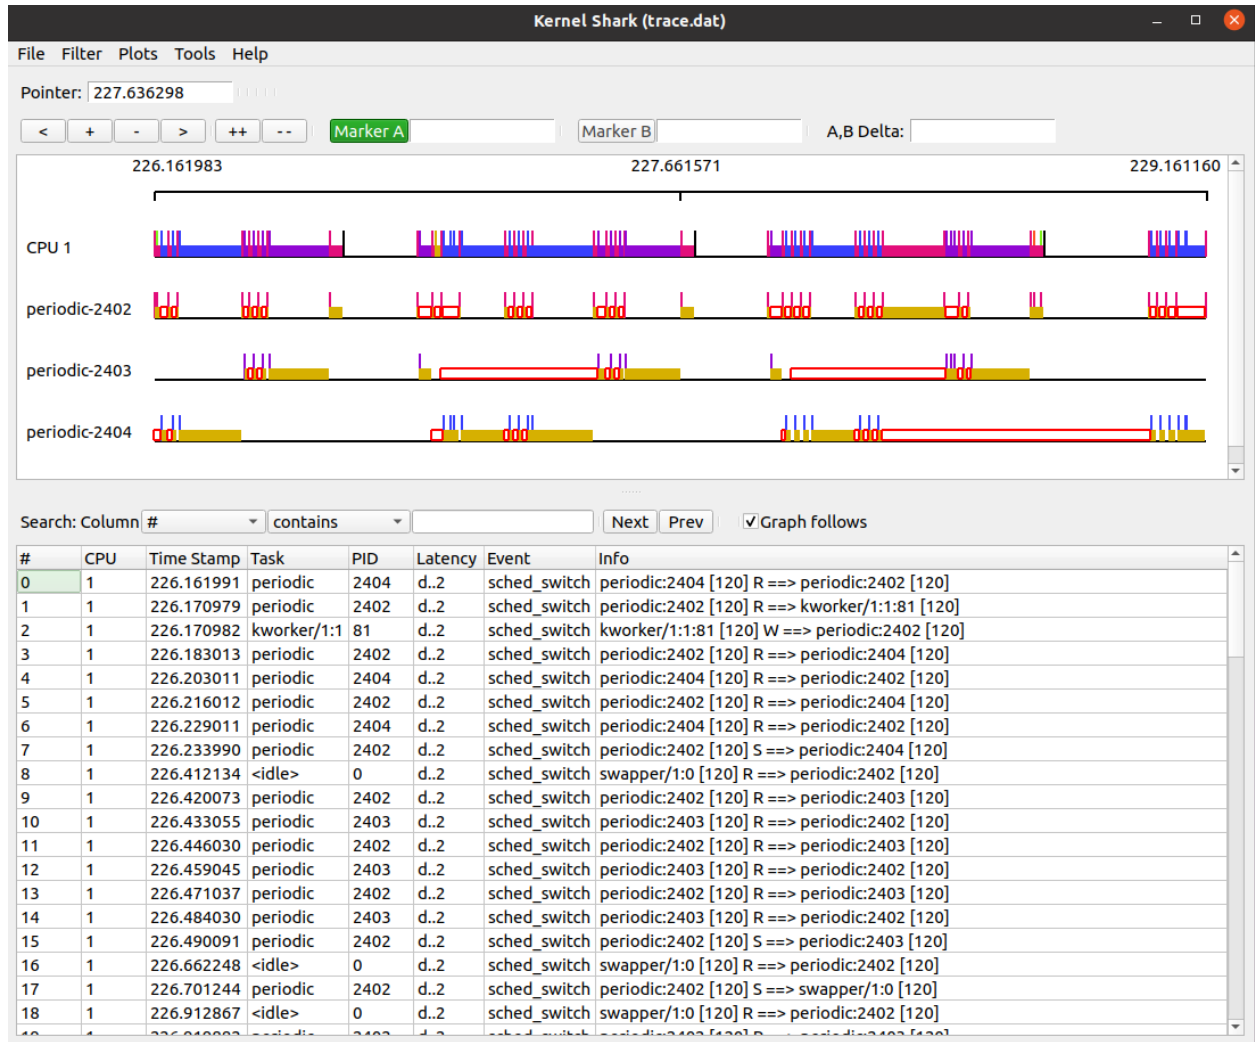 Kernel Shark (trace.dat)
File Filter Plots Tools Help
Pointer: 227.636298
< + - > ++ -- Marker A Marker B A,B Delta:
226.161983 227.661571 229.161160
CPU 1
periodic-2402
periodic-2403
periodic-2404
Search: Column # contains Next Prev Graph follows
# CPU Time Stamp Task PID Latency Event Info
0 1 226.161991 periodic 2404 d..2 sched_switch periodic:2404 [120] R ==> periodic:2402 [120]
1 1 226.170979 periodic 2402 d..2 sched_switch periodic:2402 [120] R ==> kworker/1:1:81 [120]
2 1 226.170982 kworker/1:1 81 d..2 sched_switch kworker/1:1:81 [120] W ==> periodic:2402 [120]
3 1 226.183013 periodic 2402 d..2 sched_switch periodic:2402 [120] R ==> periodic:2404 [120]
4 1 226.203011 periodic 2404 d..2 sched_switch periodic:2404 [120] R ==> periodic:2402 [120]
5 1 226.216012 periodic 2402 d..2 sched_switch periodic:2402 [120] R ==> periodic:2404 [120]
6 1 226.229011 periodic 2404 d..2 sched_switch periodic:2404 [120] R ==> periodic:2402 [120]
7 1 226.233990 periodic 2402 d..2 sched_switch periodic:2402 [120] S ==> periodic:2404 [120]
8 1 226.412134 <idle> 0 d..2 sched_switch swapper/1:0 [120] R ==> periodic:2402 [120]
9 1 226.420073 periodic 2402 d..2 sched_switch periodic:2402 [120] R ==> periodic:2403 [120]
10 1 226.433055 periodic 2403 d..2 sched_switch periodic:2403 [120] R ==> periodic:2402 [120]
11 1 226.446030 periodic 2402 d..2 sched_switch periodic:2402 [120] R ==> periodic:2403 [120]
12 1 226.459045 periodic 2403 d..2 sched_switch periodic:2403 [120] R ==> periodic:2402 [120]
13 1 226.471037 periodic 2402 d..2 sched_switch periodic:2402 [120] R ==> periodic:2403 [120]
14 1 226.484030 periodic 2403 d..2 sched_switch periodic:2403 [120] R ==> periodic:2402 [120]
15 1 226.490091 periodic 2402 d..2 sched_switch periodic:2402 [120] S ==> periodic:2403 [120]
16 1 226.662248 <idle> 0 d..2 sched_switch swapper/1:0 [120] R ==> periodic:2402 [120]
17 1 226.701244 periodic 2402 d..2 sched_switch periodic:2402 [120] S ==> swapper/1:0 [120]
18 1 226.912867 <idle> 0 d..2 sched_switch swapper/1:0 [120] R ==> periodic:2402 [120]